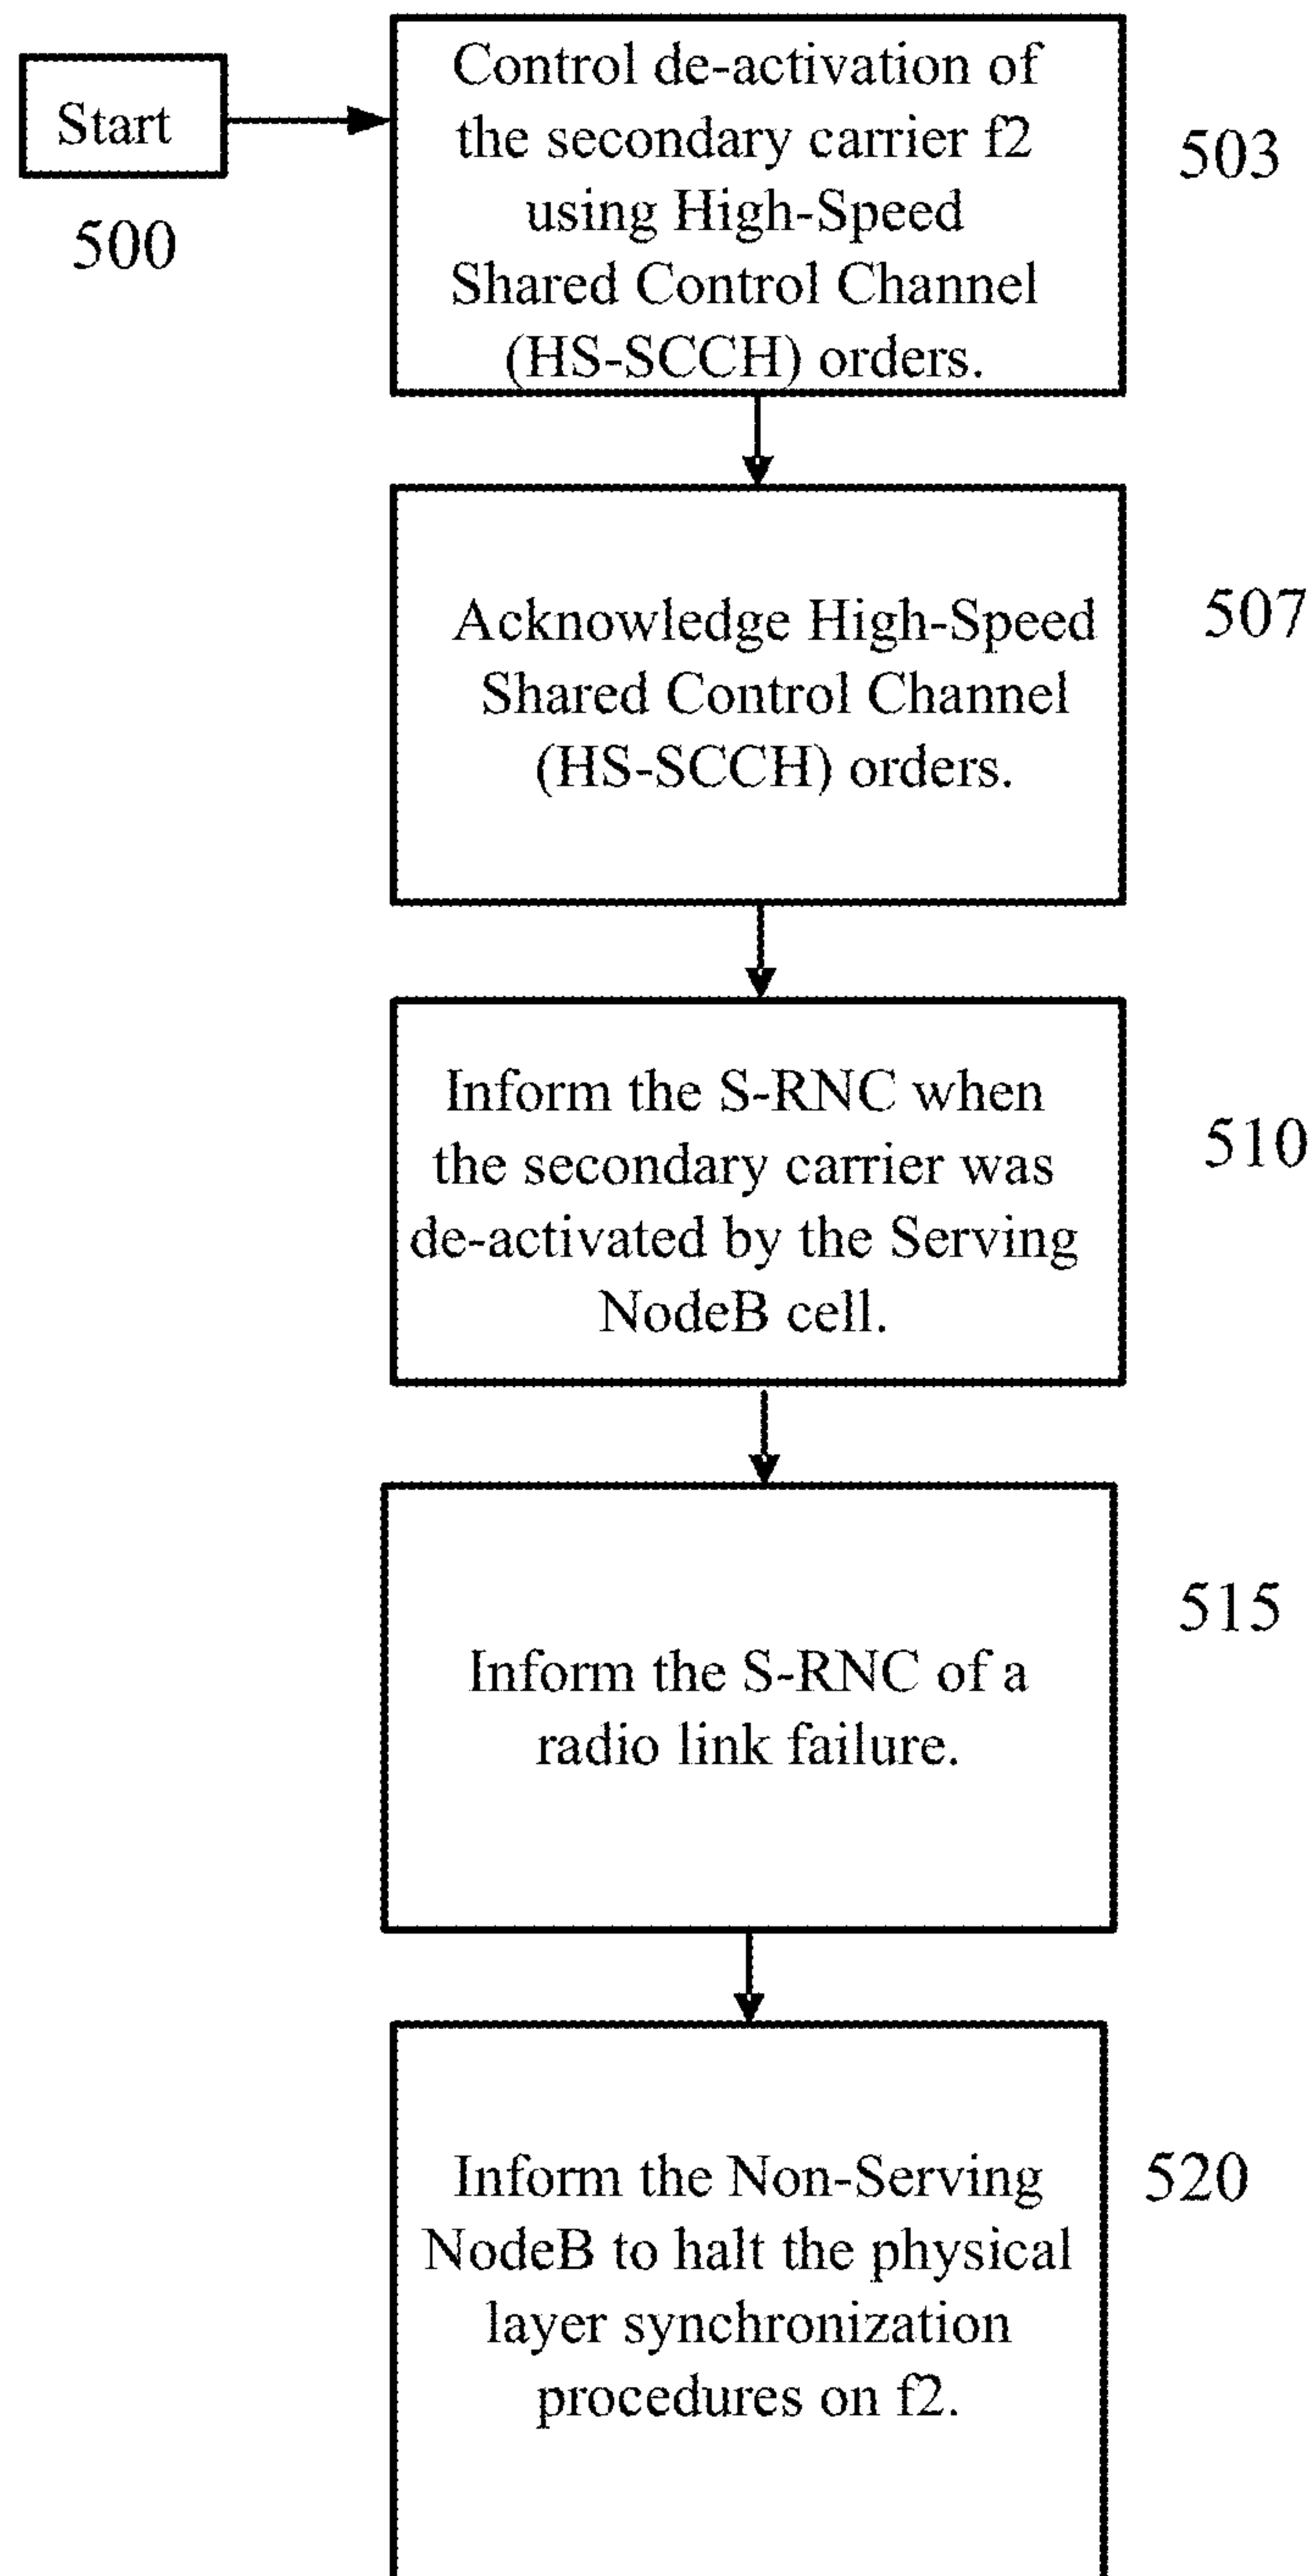 Start
500
Control de-activation of
the secondary carrier f2
using High-Speed
Shared Control Channel
(HS-SCCH) orders.
503
Acknowledge High-Speed
Shared Control Channel
(HS-SCCH) orders.
507
Inform the S-RNC when
the secondary carrier was
de-activated by the Serving
NodeB cell.
510
Inform the S-RNC of a
radio link failure.
515
Inform the Non-Serving
NodeB to halt the physical
layer synchronization
procedures on f2.
520